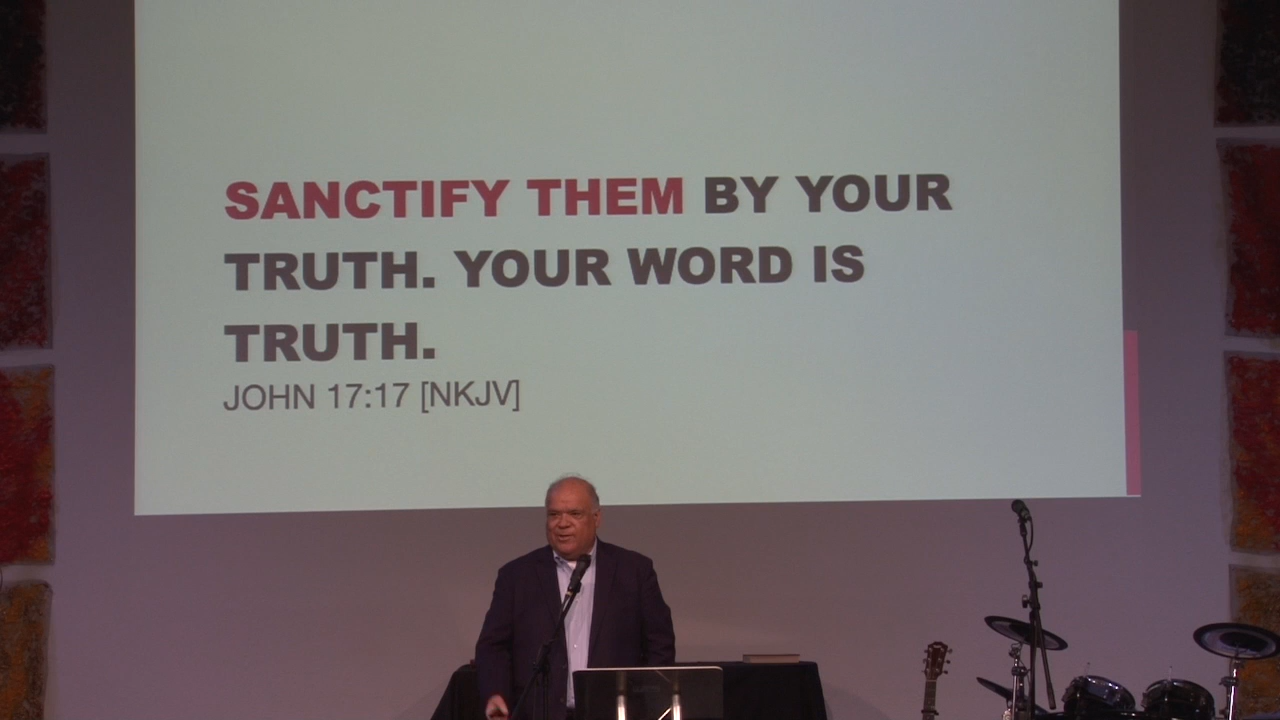 SANCTIFY THEM BY YOUR
TRUTH. YOUR WORD IS
TRUTH.
JOHN 17:17 [NKJV]